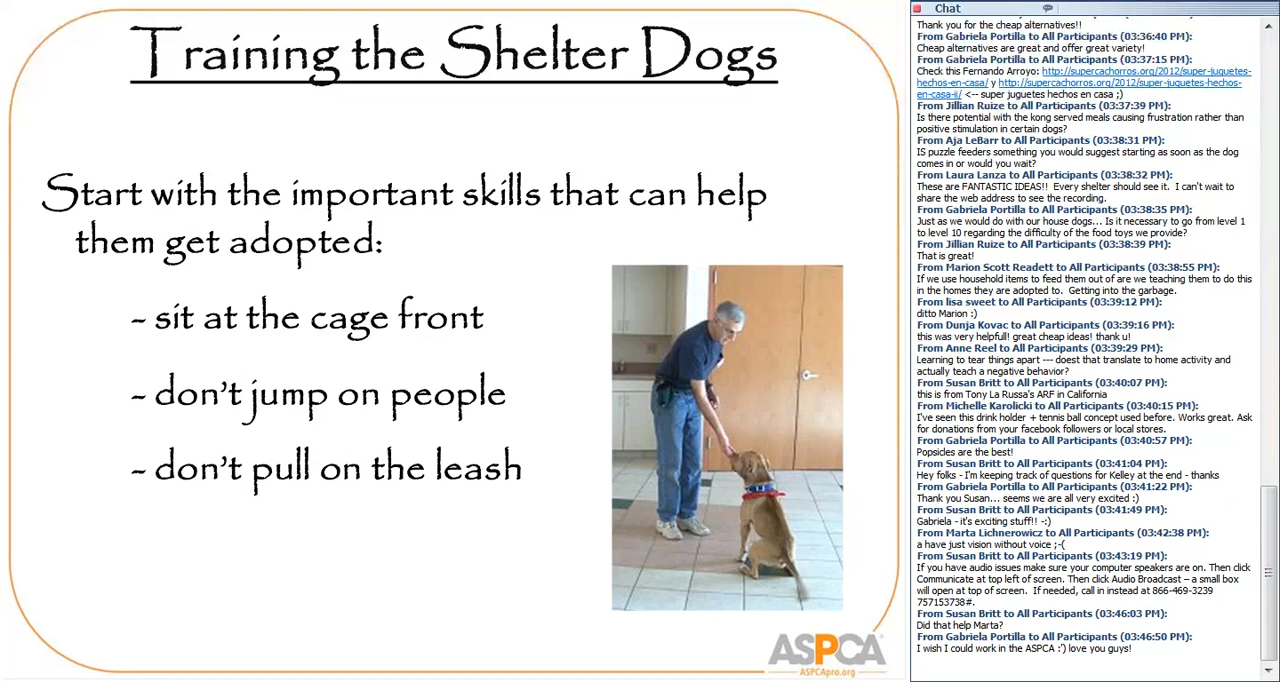 Training the Shelter Dogs
Start with the important skills that can help
them get adopted:
- sit at the cage front
- don't jump on people
- don't pull on the leash
ASPCA
ASPCApro.org
Chat
Thank you for the cheap alternatives!!
From Gabriela Portilla to All Participants (03:36:40 PM):
Cheap alternatives are great and offer great variety!
From Gabriela Portilla to All Participants (03:37:15 PM):
Check this Fernando Arroyo: http://supercachorros.org/2012/super-juguetes-
hechos-en-casa/ y http://supercachorros.org/2012/super-juguetes-hechos-
en-casa-ii/ <-- super juguetes hechos en casa ;)
From Jillian Ruize to All Participants (03:37:39 PM):
Is there potential with the kong served meals causing frustration rather than
positive stimulation in certain dogs?
From Aja LeBarr to All Participants (03:38:31 PM):
IS puzzle feeders something you would suggest starting as soon as the dog
comes in or would you wait?
From Laura Lanza to All Participants (03:38:32 PM):
These are FANTASTIC IDEAS!! Every shelter should see it. I can't wait to
share the web address to see the recording.
From Gabriela Portilla to All Participants (03:38:35 PM):
Just as we would do with our house dogs... Is it necessary to go from level 1
to level 10 regarding the difficulty of the food toys we provide?
From Jillian Ruize to All Participants (03:38:39 PM):
That is great!
From Marion Scott Readett to All Participants (03:38:55 PM):
If we use household items to feed them out of are we teaching them to do this
in the homes they are adopted to. Getting into the garbage.
From lisa sweet to All Participants (03:39:12 PM):
ditto Marion :)
From Dunja Kovac to All Participants (03:39:16 PM):
this was very helpful! great cheap ideas! thank u!
From Anne Reel to All Participants (03:39:29 PM):
Learning to tear things apart --- doest that translate to home activity and
actually teach a negative behavior?
From Susan Britt to All Participants (03:40:07 PM):
this is from Tony La Russa's ARF in California
From Michelle Karolicki to All Participants (03:40:15 PM):
I've seen this drink holder + tennis ball concept used before. Works great. Ask
for donations from your facebook followers or local stores.
From Gabriela Portilla to All Participants (03:40:57 PM):
Popsicles are the best!
From Susan Britt to All Participants (03:41:04 PM):
Hey folks - I'm keeping track of questions for Kelley at the end - thanks
From Gabriela Portilla to All Participants (03:41:22 PM):
Thank you Susan... seems we are all very excited :)
From Susan Britt to All Participants (03:41:49 PM):
Gabriela - it's exciting stuff!! -:)
From Marta Lichnerowicz to All Participants (03:42:38 PM):
a have just vision without voice ;-(
From Susan Britt to All Participants (03:43:19 PM):
If you have audio issues make sure your computer speakers are on. Then click
Communicate at top left of screen. Then click Audio Broadcast – a small box
will open at top of screen. If needed, call in instead at 866-469-3239
757153738#.
From Susan Britt to All Participants (03:46:03 PM):
Did that help Marta?
From Gabriela Portilla to All Participants (03:46:50 PM):
I wish I could work in the ASPCA :') love you guys!